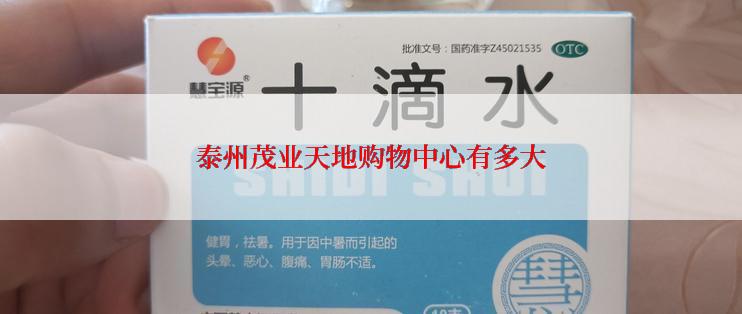 批准文号：国药准字Z45021535 OTC
慧宝源®
十滴水
泰州茂业天地购物中心有多大
SHIDI SHUI
健胃，祛暑。用于因中暑而引起的
头晕、恶心、腹痛、胃肠不适。